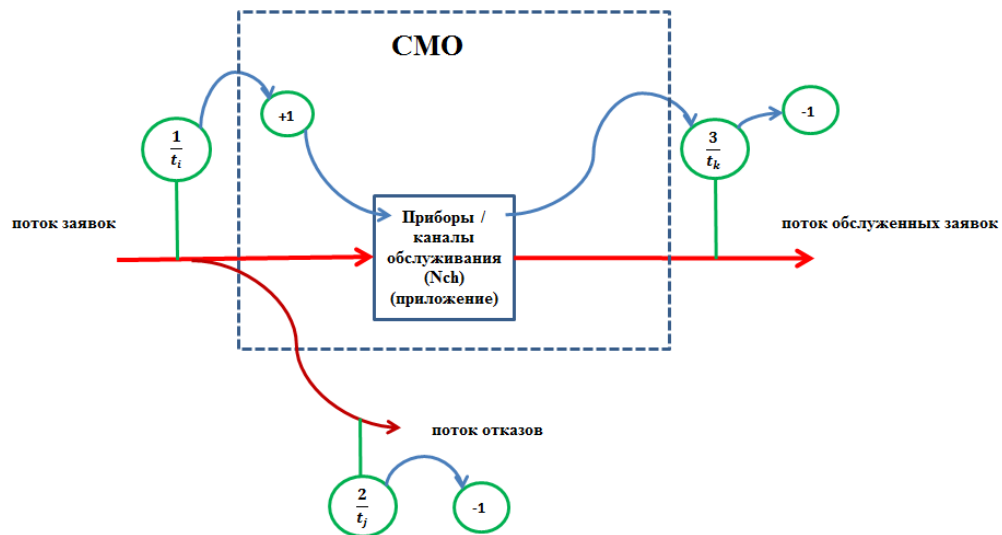 СМО
+1
1
t_i
3
t_k
-1
поток заявок
Приборы /
каналы
обслуживания
(Nch)
(приложение)
поток обслуженных заявок
поток отказов
2
t_j
-1